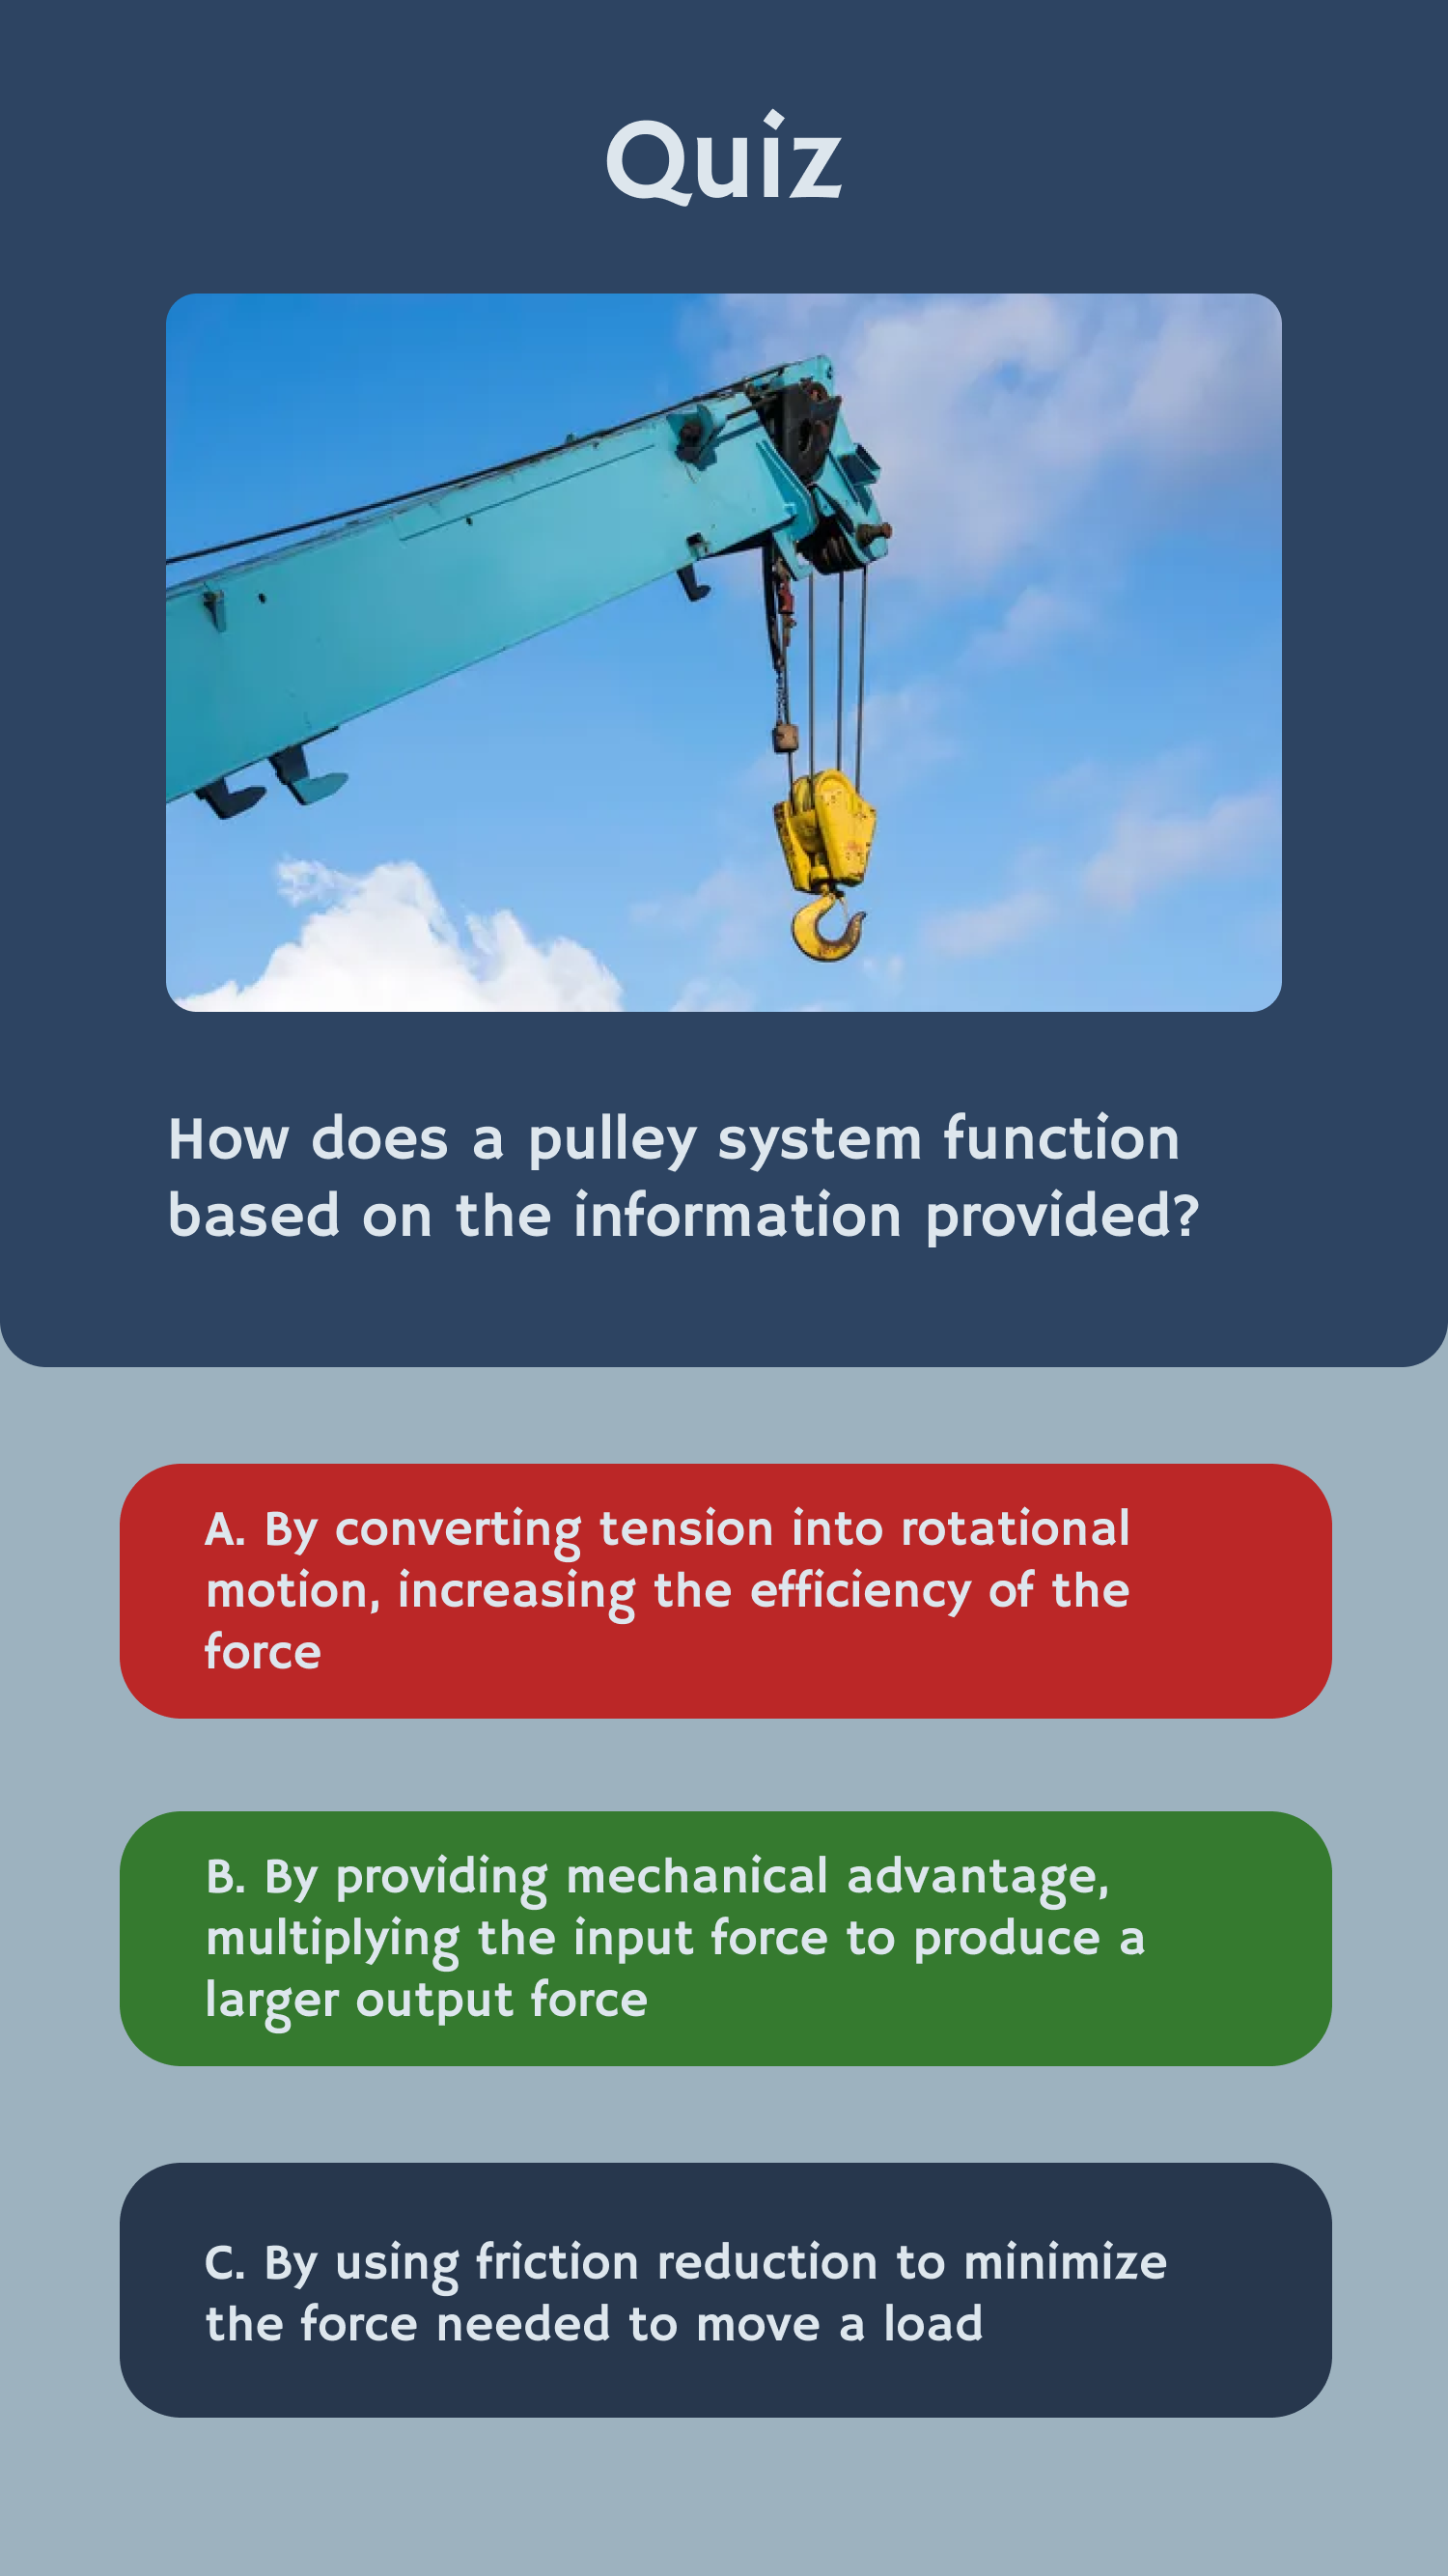 Quiz
How does a pulley system function
based on the information provided?
A. By converting tension into rotational
motion, increasing the efficiency of the
force
B. By providing mechanical advantage,
multiplying the input force to produce a
larger output force
C. By using friction reduction to minimize
the force needed to move a load